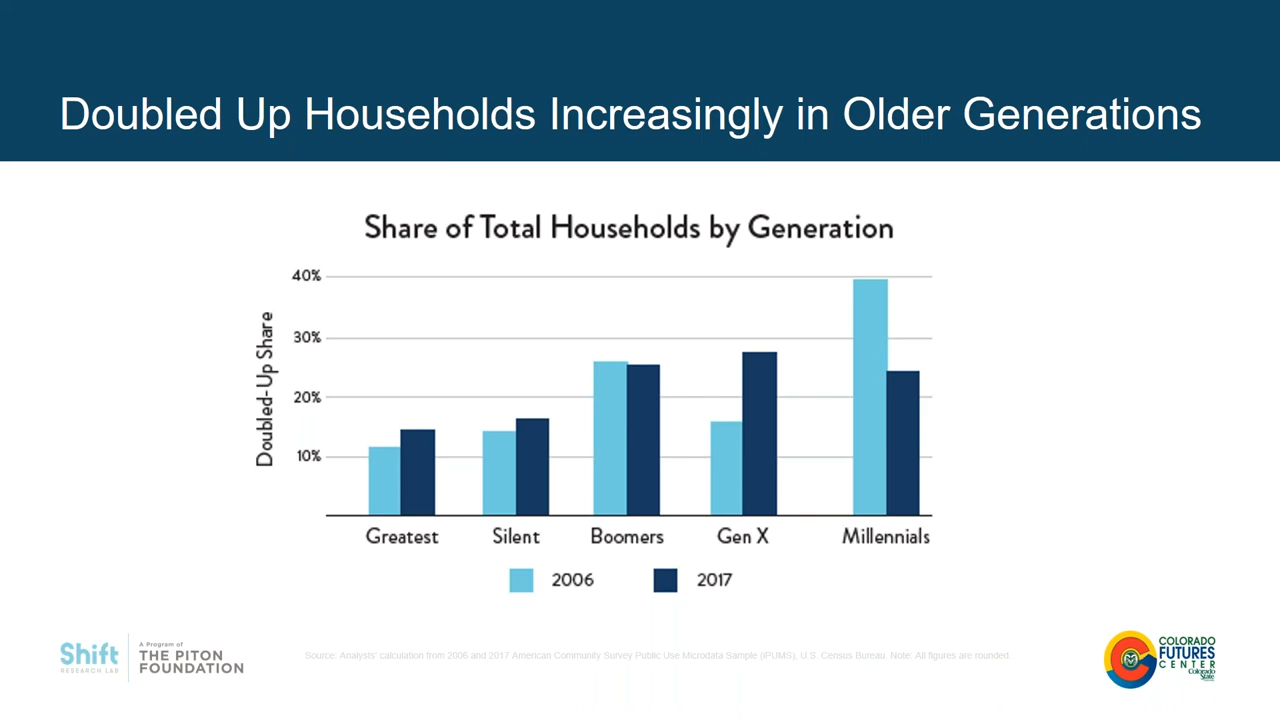 Doubled Up Households Increasingly in Older Generations
Share of Total Households by Generation
Doubled-Up Share
40%
30%
20%
10%
Greatest Silent Boomers Gen X Millennials
2006 2017
Shift
RESEARCH LAB
A Program of
THE PITON
FOUNDATION
Source: Analysts' calculation from 2006 and 2017 American Community Survey Public Use Microdata Sample (iPUMS), U.S. Census Bureau. Note: All figures are rounded.
COLORADO
FUTURES
CENTER
Colorado
State